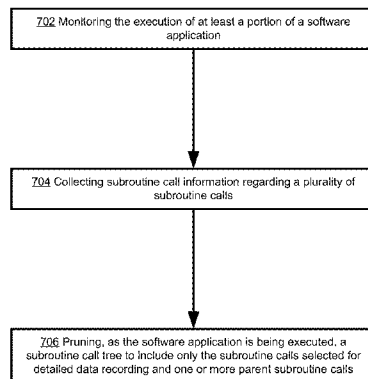 702 Monitoring the execution of at least a portion of a software
application
704 Collecting subroutine call information regarding a plurality of
subroutine calls
706 Pruning, as the software application is being executed, a
subroutine call tree to include only the subroutine calls selected for
detailed data recording and one or more parent subroutine calls